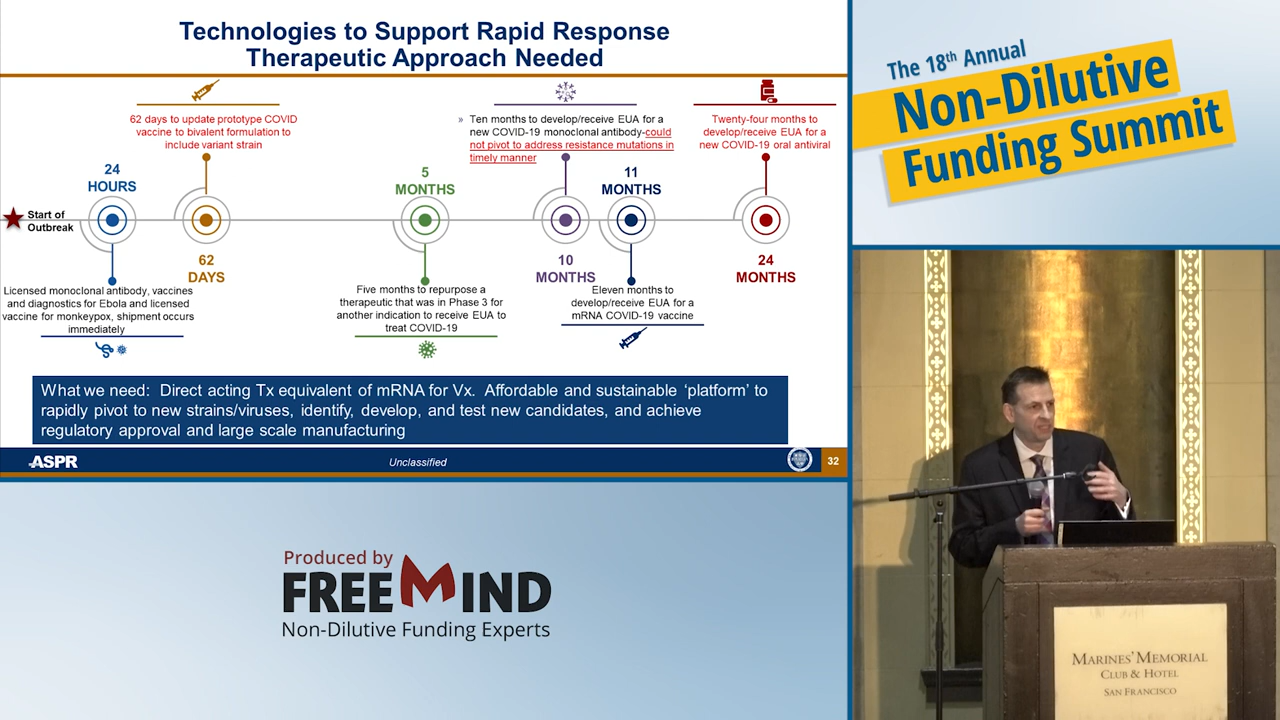 Technologies to Support Rapid Response
Therapeutic Approach Needed
62 days to update prototype COVID
vaccine to bivalent formulation to
include variant strain
» Ten months to develop/receive EUA for a
new COVID-19 monoclonal antibody-could
not pivot to address resistance mutations in
timely manner
Twenty-four months to
develop/receive EUA for a
new COVID-19 oral antiviral
24
HOURS
5
MONTHS
11
MONTHS
Start of
Outbreak
62
DAYS
10
MONTHS
24
MONTHS
Licensed monoclonal antibody, vaccines
and diagnostics for Ebola and licensed
vaccine for monkeypox, shipment occurs
immediately
Five months to repurpose a
therapeutic that was in Phase 3 for
another indication to receive EUA to
treat COVID-19
Eleven months to
develop/receive EUA for a
mRNA COVID-19 vaccine
What we need: Direct acting Tx equivalent of mRNA for Vx. Affordable and sustainable ‘platform’ to
rapidly pivot to new strains/viruses, identify, develop, and test new candidates, and achieve
regulatory approval and large scale manufacturing
ASPR
Unclassified
32
The 18th Annual
Non-Dilutive
Funding Summit
Produced by
FREEMIND
Non-Dilutive Funding Experts
MARINES' MEMORIAL
CLUB & HOTEL
SAN FRANCISCO